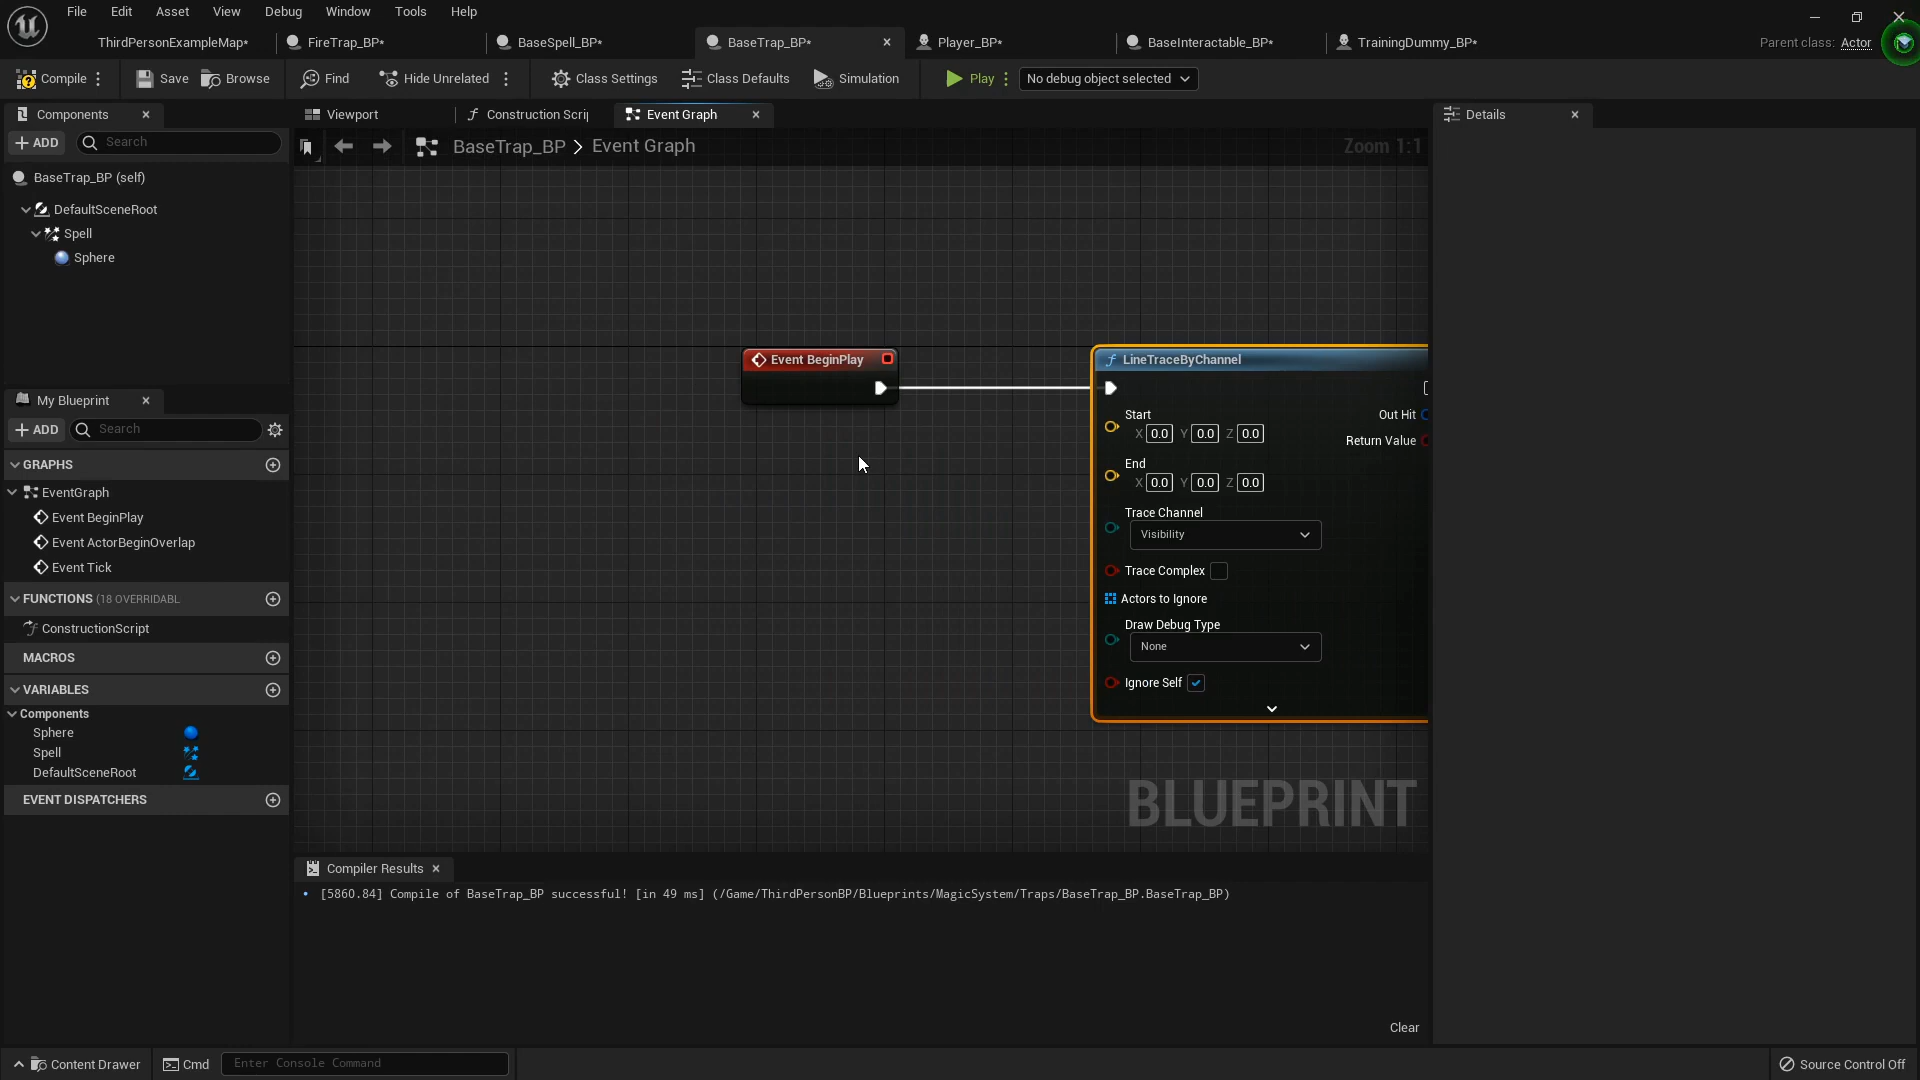 File Edit Asset View Debug Window Tools Help
ThirdPersonExampleMap* FireTrap_BP* BaseSpell_BP* BaseTrap_BP* Player_BP* BaseInteractable_BP* TrainingDummy_BP* Parent class: Actor
Compile Save Browse Find Hide Unrelated Class Settings Class Defaults Simulation Play No debug object selected
Components Viewport Construction Scri Event Graph Details
ADD Search BaseTrap_BP > Event Graph Zoom 1:1
BaseTrap_BP (self)
DefaultSceneRoot
Spell
Sphere
Event BeginPlay LineTraceByChannel
My Blueprint
Start Out Hit
ADD Search X 0.0 Y 0.0 Z 0.0
Return Value
GRAPHS End
EventGraph X 0.0 Y 0.0 Z 0.0
Event BeginPlay Trace Channel
Event ActorBeginOverlap Visibility
Event Tick Trace Complex
FUNCTIONS (18 OVERRIDABL Actors to Ignore
ConstructionScript Draw Debug Type
MACROS None
VARIABLES Ignore Self
Components
Sphere
Spell
DefaultSceneRoot
EVENT DISPATCHERS BLUEPRINT
Compiler Results
[5860.84] Compile of BaseTrap_BP successful! [in 49 ms] (/Game/ThirdPersonBP/Blueprints/MagicSystem/Traps/BaseTrap_BP.BaseTrap_BP)
Clear
Content Drawer Cmd Enter Console Command Source Control Off